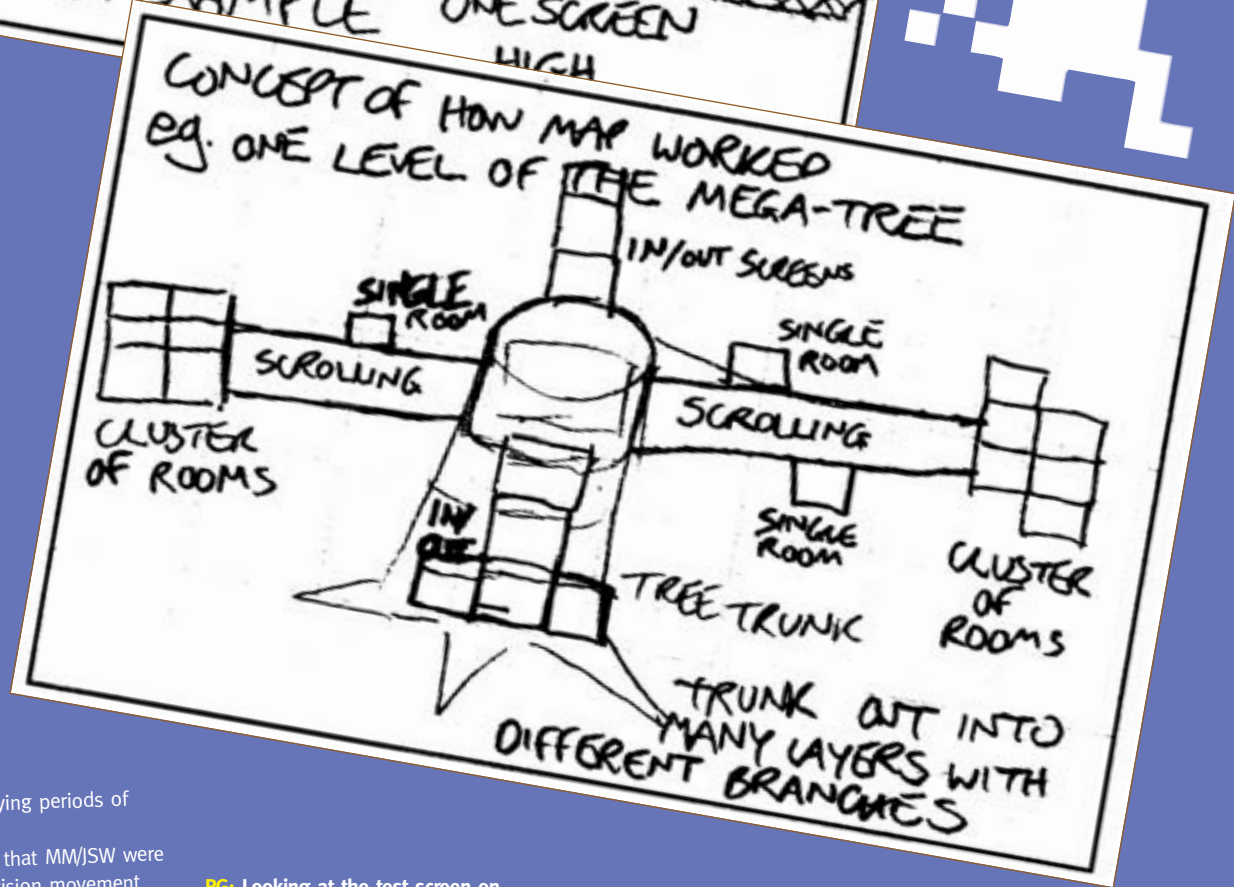 ONE SCREEN
HIGH
CONCEPT OF HOW MAP WORKED
eg. ONE LEVEL OF THE MEGA-TREE
IN/OUT SCREENS
SINGLE
ROOM
SINGLE
ROOM
SCROLLING
SCROLLING
CLUSTER
OF ROOMS
IN/
OUT
SINGLE
ROOM
CLUSTER
OF
ROOMS
TREE TRUNK
TRUNK OUT INTO
MANY LAYERS WITH
DIFFERENT BRANCHES
periods of
that MM/JSW were
movement
PG: Looking at the test screen on